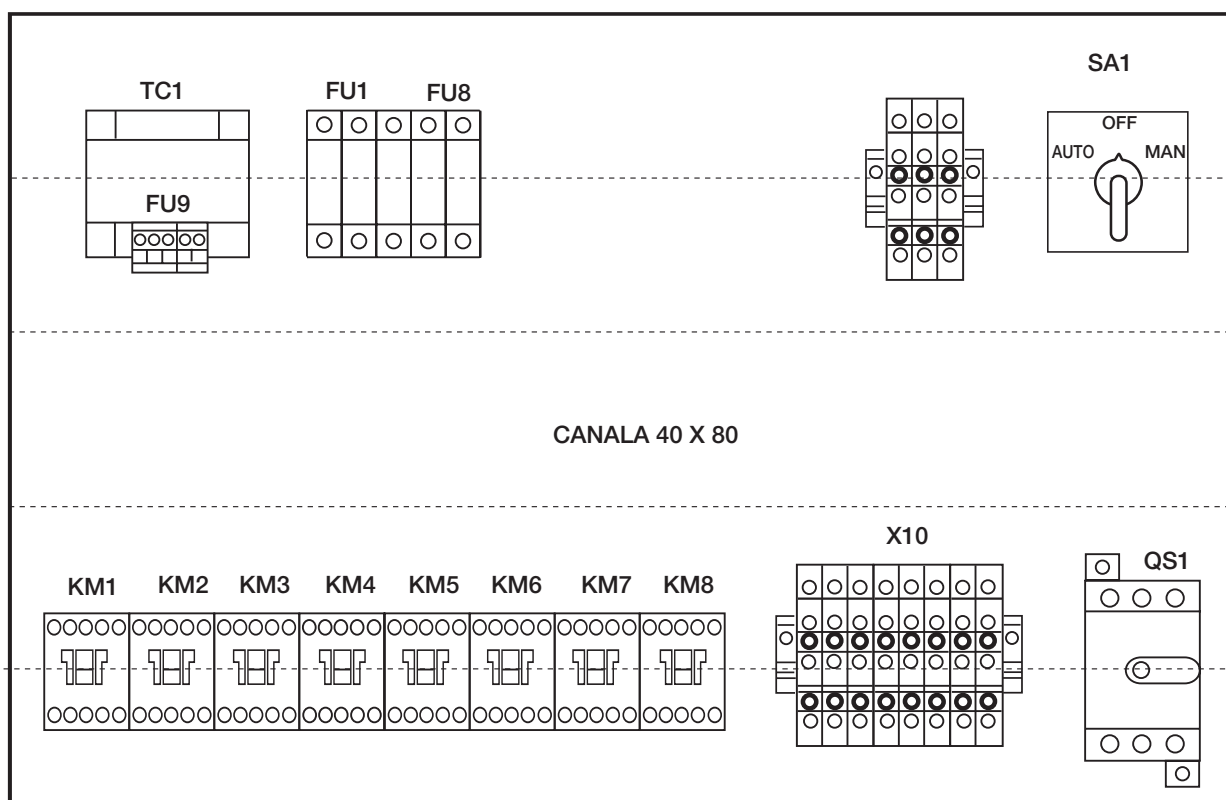 SA1
TC1
FU1
FU8
OFF
AUTO
MAN
FU9
CANALA 40 X 80
X10
QS1
KM1
KM2
KM3
KM4
KM5
KM6
KM7
KM8